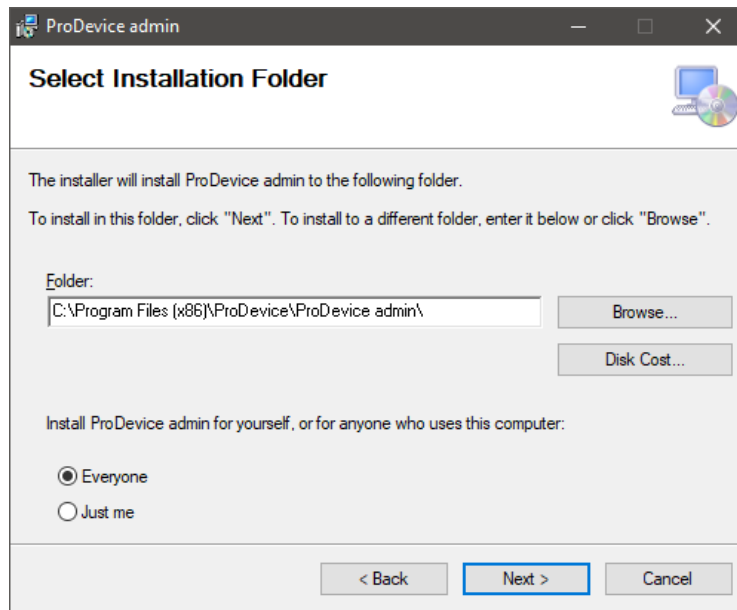 ProDevice admin
Select Installation Folder
The installer will install ProDevice admin to the following folder.
To install in this folder, click "Next". To install to a different folder, enter it below or click "Browse".
Folder:
C:\Program Files (x86)\ProDevice\ProDevice admin\
Browse...
Disk Cost...
Install ProDevice admin for yourself, or for anyone who uses this computer:
Everyone
Just me
< Back
Next >
Cancel